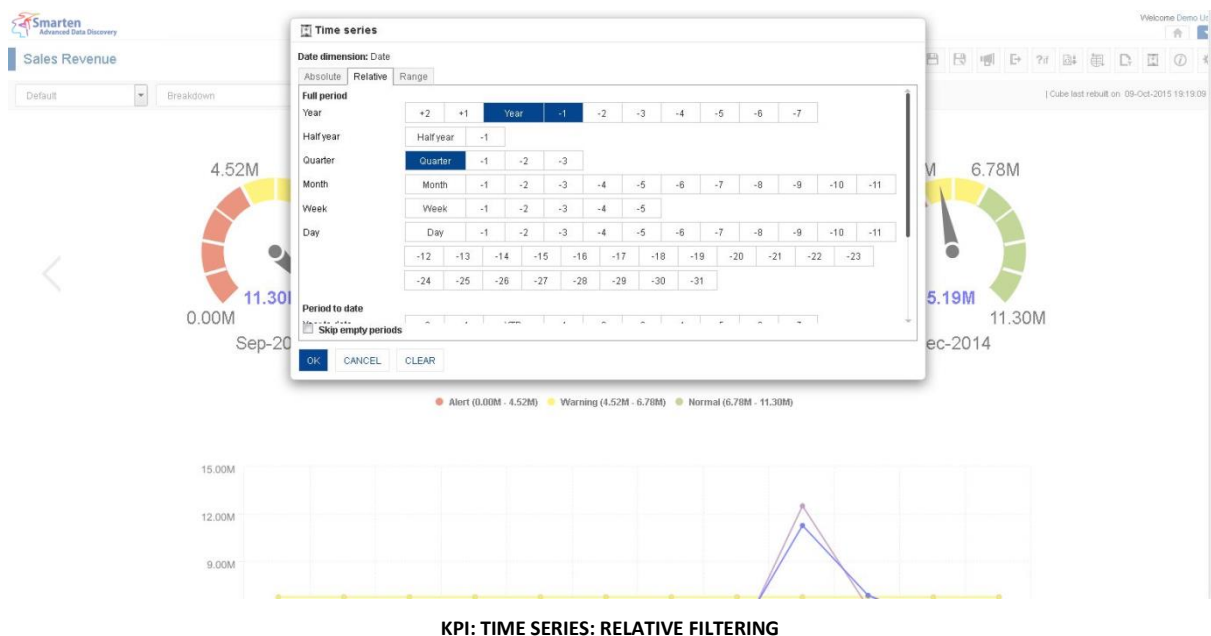 Smarten
Advanced Data Discovery
Welcome Demo Us
Sales Revenue
Default
Breakdown
| Cube last rebuilt on 09-Oct-2015 19:19:09
Time series
Date dimension: Date
Absolute Relative Range
Full period
Year +2 +1 Year -1 -2 -3 -4 -5 -6 -7
Half year Half year -1
Quarter Quarter -1 -2 -3
Month Month -1 -2 -3 -4 -5 -6 -7 -8 -9 -10 -11
Week Week -1 -2 -3 -4 -5
Day Day -1 -2 -3 -4 -5 -6 -7 -8 -9 -10 -11
-12 -13 -14 -15 -16 -17 -18 -19 -20 -21 -22 -23
-24 -25 -26 -27 -28 -29 -30 -31
Period to date
Skip empty periods
OK CANCEL CLEAR
4.52M
11.30
0.00M
Sep-20
M 6.78M
5.19M
11.30M
ec-2014
Alert (0.00M - 4.52M) Warning (4.52M - 6.78M) Normal (6.78M - 11.30M)
15.00M
12.00M
9.00M
KPI: TIME SERIES: RELATIVE FILTERING